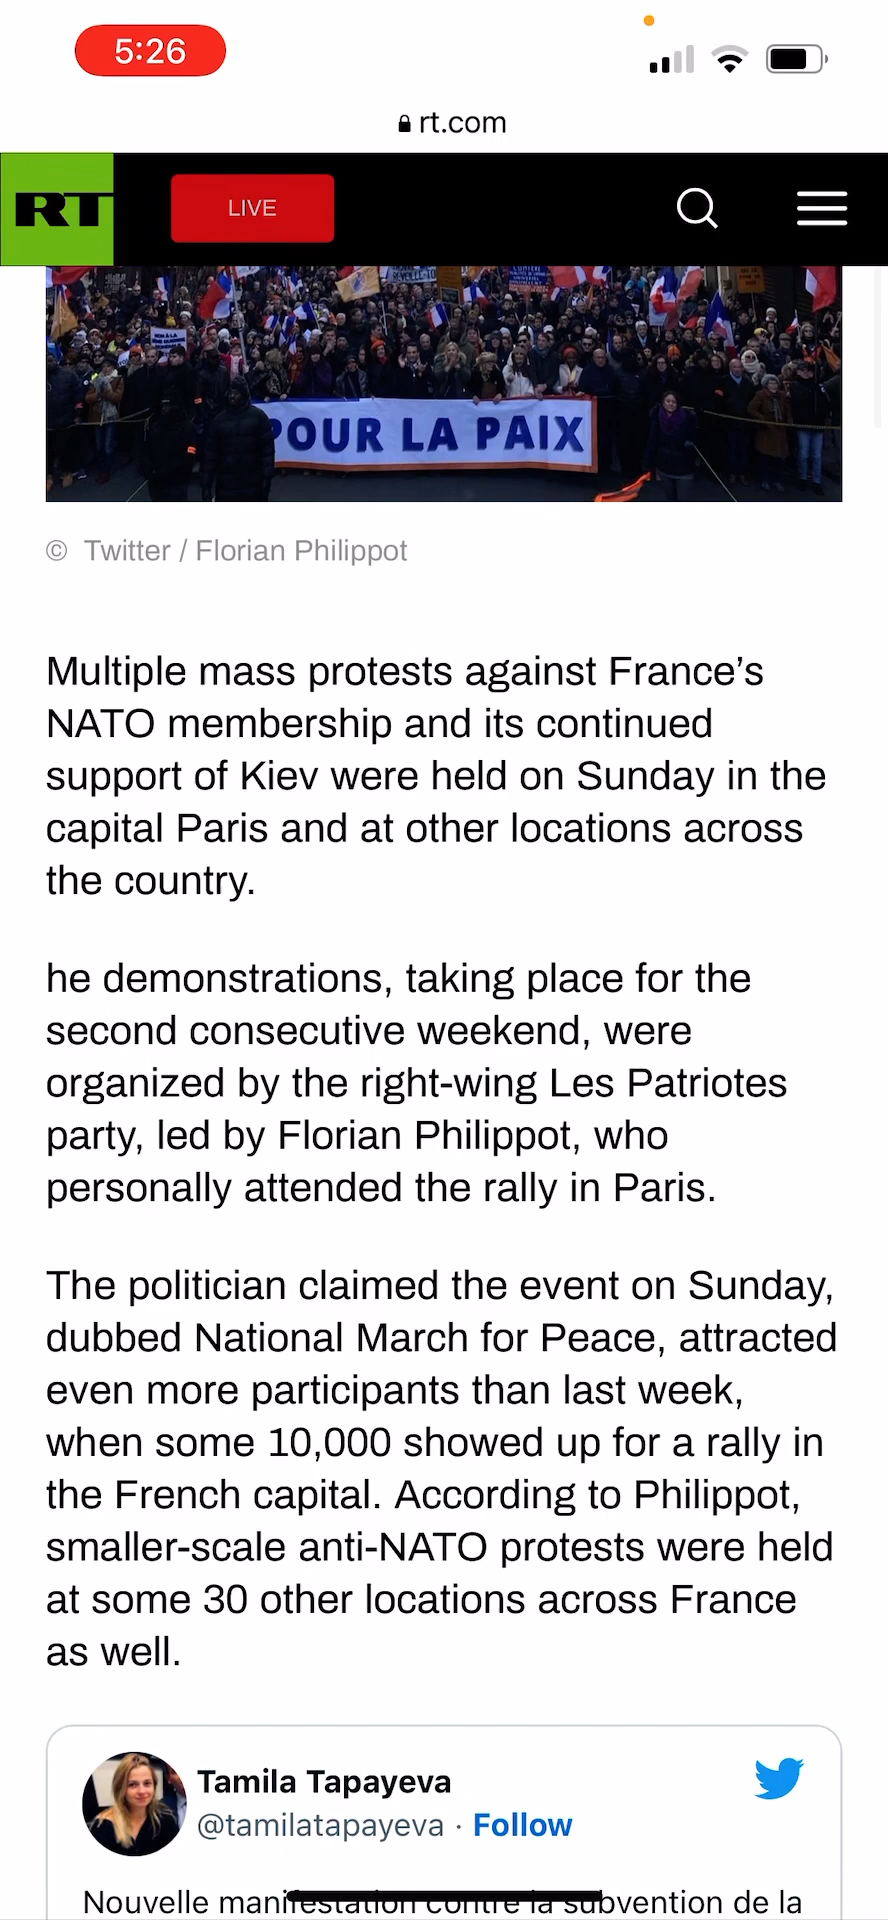 5:26
rt.com
RT
LIVE
POUR LA PAIX
© Twitter / Florian Philippot
Multiple mass protests against France’s
NATO membership and its continued
support of Kiev were held on Sunday in the
capital Paris and at other locations across
the country.
he demonstrations, taking place for the
second consecutive weekend, were
organized by the right-wing Les Patriotes
party, led by Florian Philippot, who
personally attended the rally in Paris.
The politician claimed the event on Sunday,
dubbed National March for Peace, attracted
even more participants than last week,
when some 10,000 showed up for a rally in
the French capital. According to Philippot,
smaller-scale anti-NATO protests were held
at some 30 other locations across France
as well.
Tamila Tapayeva
@tamilatapayeva · Follow
Nouvelle manifestation contre la subvention de la